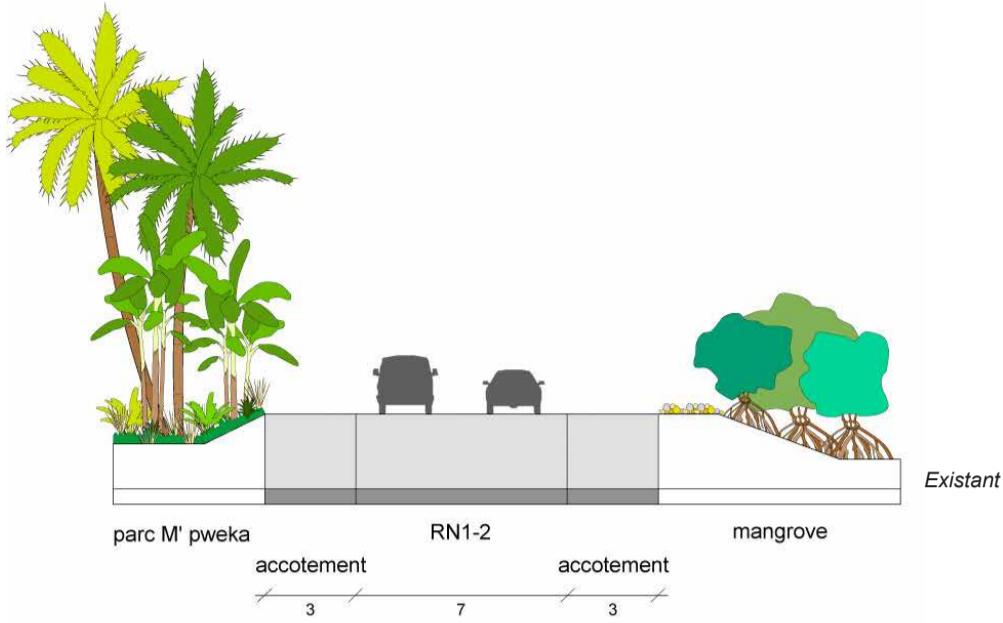 Existant
parc M' pweka RN1-2 mangrove
accotement accotement
3 7 3